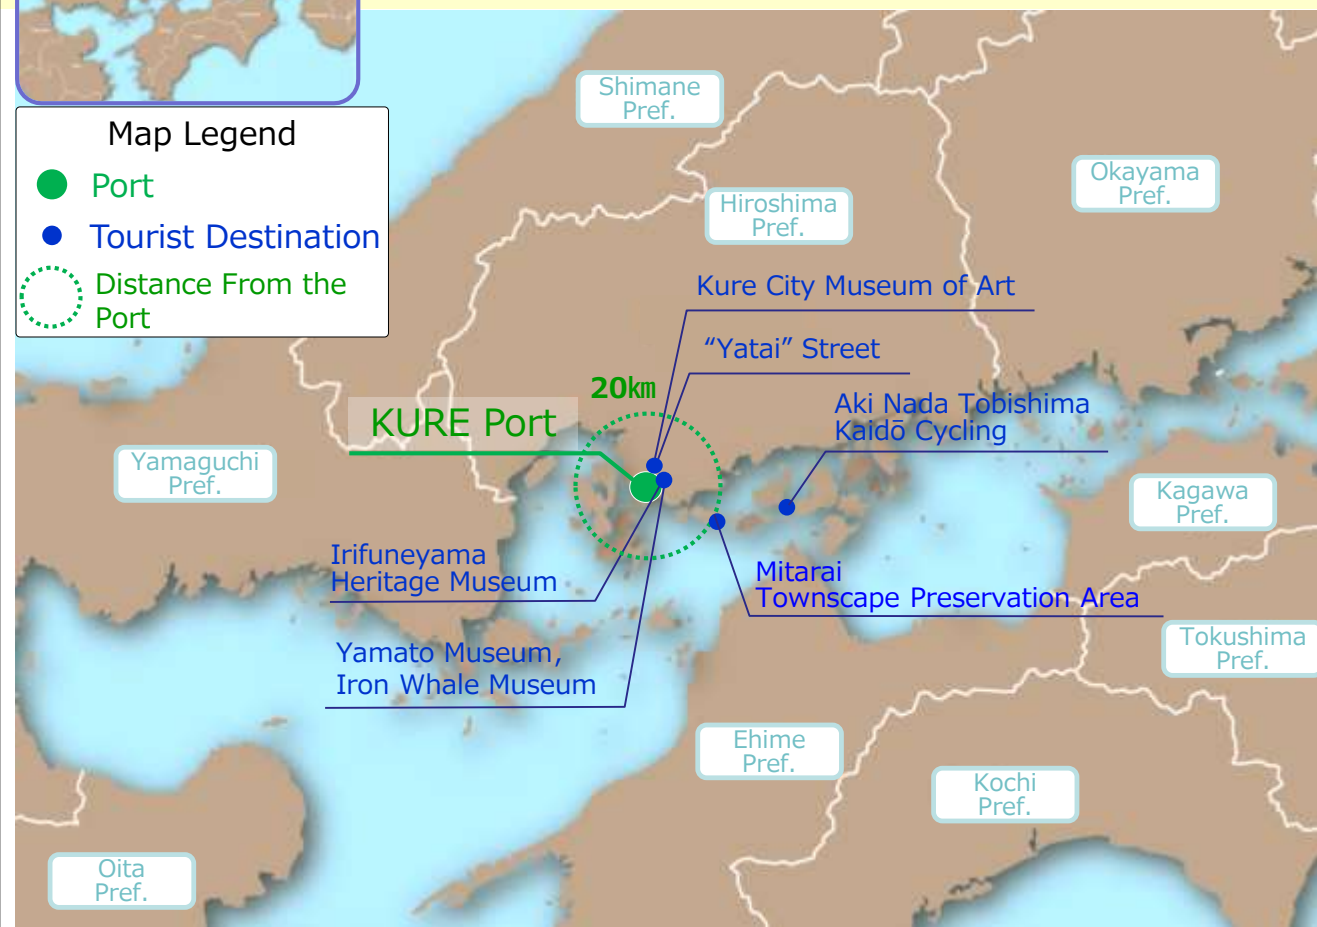 Map Legend
Port
Tourist Destination
Distance From the
Port
Shimane
Pref.
Okayama
Pref.
Hiroshima
Pref.
Kure City Museum of Art
“Yatai” Street
20㎞
KURE Port
Aki Nada Tobishima
Kaidō Cycling
Yamaguchi
Pref.
Kagawa
Pref.
Irifuneyama
Heritage Museum
Mitarai
Townscape Preservation Area
Tokushima
Pref.
Yamato Museum,
Iron Whale Museum
Ehime
Pref.
Kochi
Pref.
Oita
Pref.